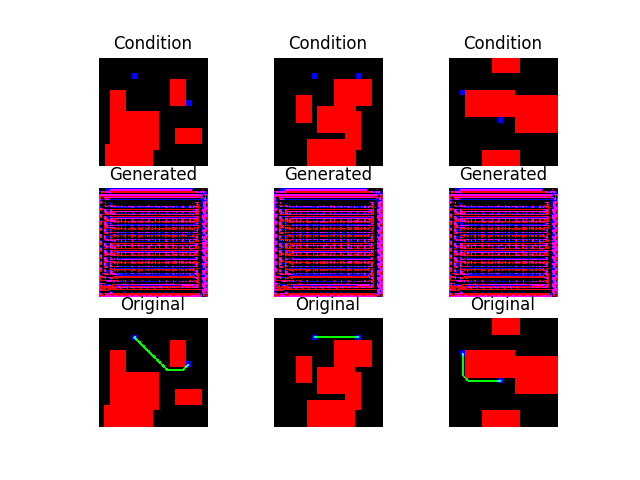 Condition
Condition
Condition
Generated
Generated
Generated
Original
Original
Original